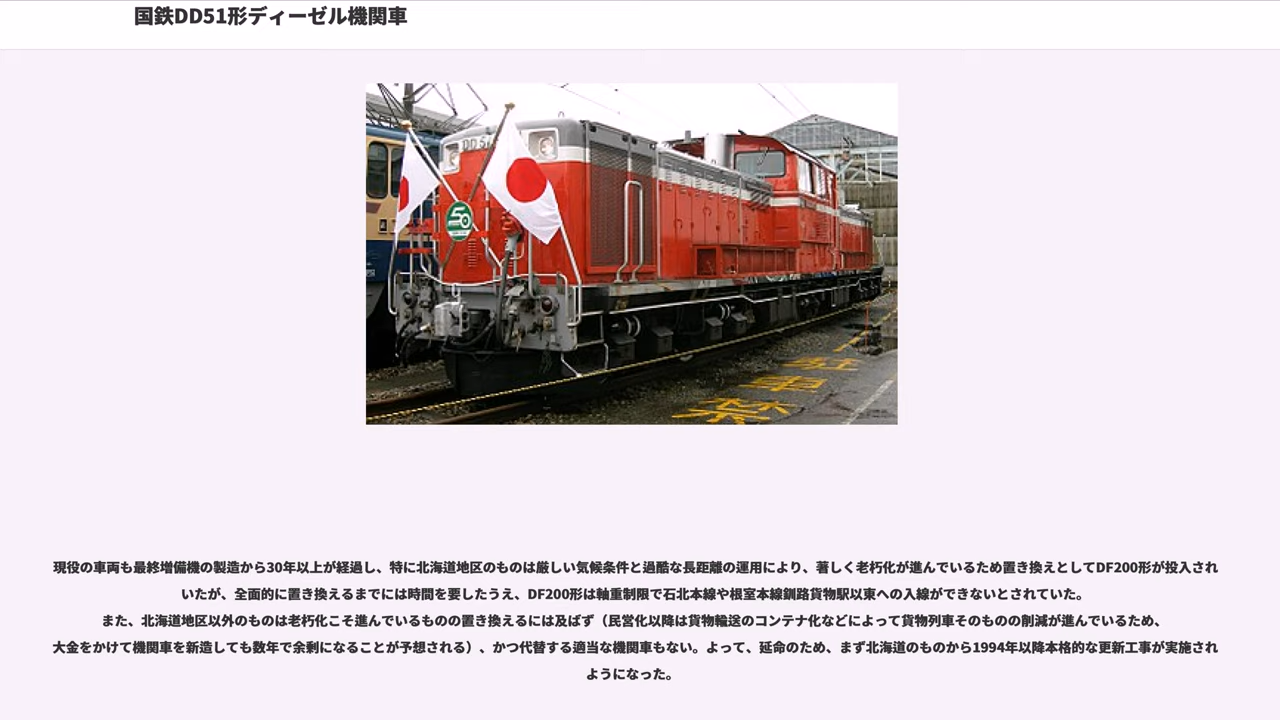 国鉄DD51形ディーゼル機関車
DD5
50
駐
車
禁
現役の車両も最終増備機の製造から30年以上が経過し、特に北海道地区のものは厳しい気候条件と過酷な長距離の運用により、著しく老朽化が進んでいるため置き換えとしてDF200形が投入され
いたが、全面的に置き換えるまでには時間を要したうえ、DF200形は軸重制限で石北本線や根室本線釧路貨物駅以東への入線ができないとされていた。
また、北海道地区以外のものは老朽化こそ進んでいるものの置き換えるには及ばず（民営化以降は貨物輸送のコンテナ化などによって貨物列車そのものの削減が進んでいるため、
大金をかけて機関車を新造しても数年で余剰になることが予想される）、かつ代替する適当な機関車もない。よって、延命のため、まず北海道のものから1994年以降本格的な更新工事が実施され
ようになった。